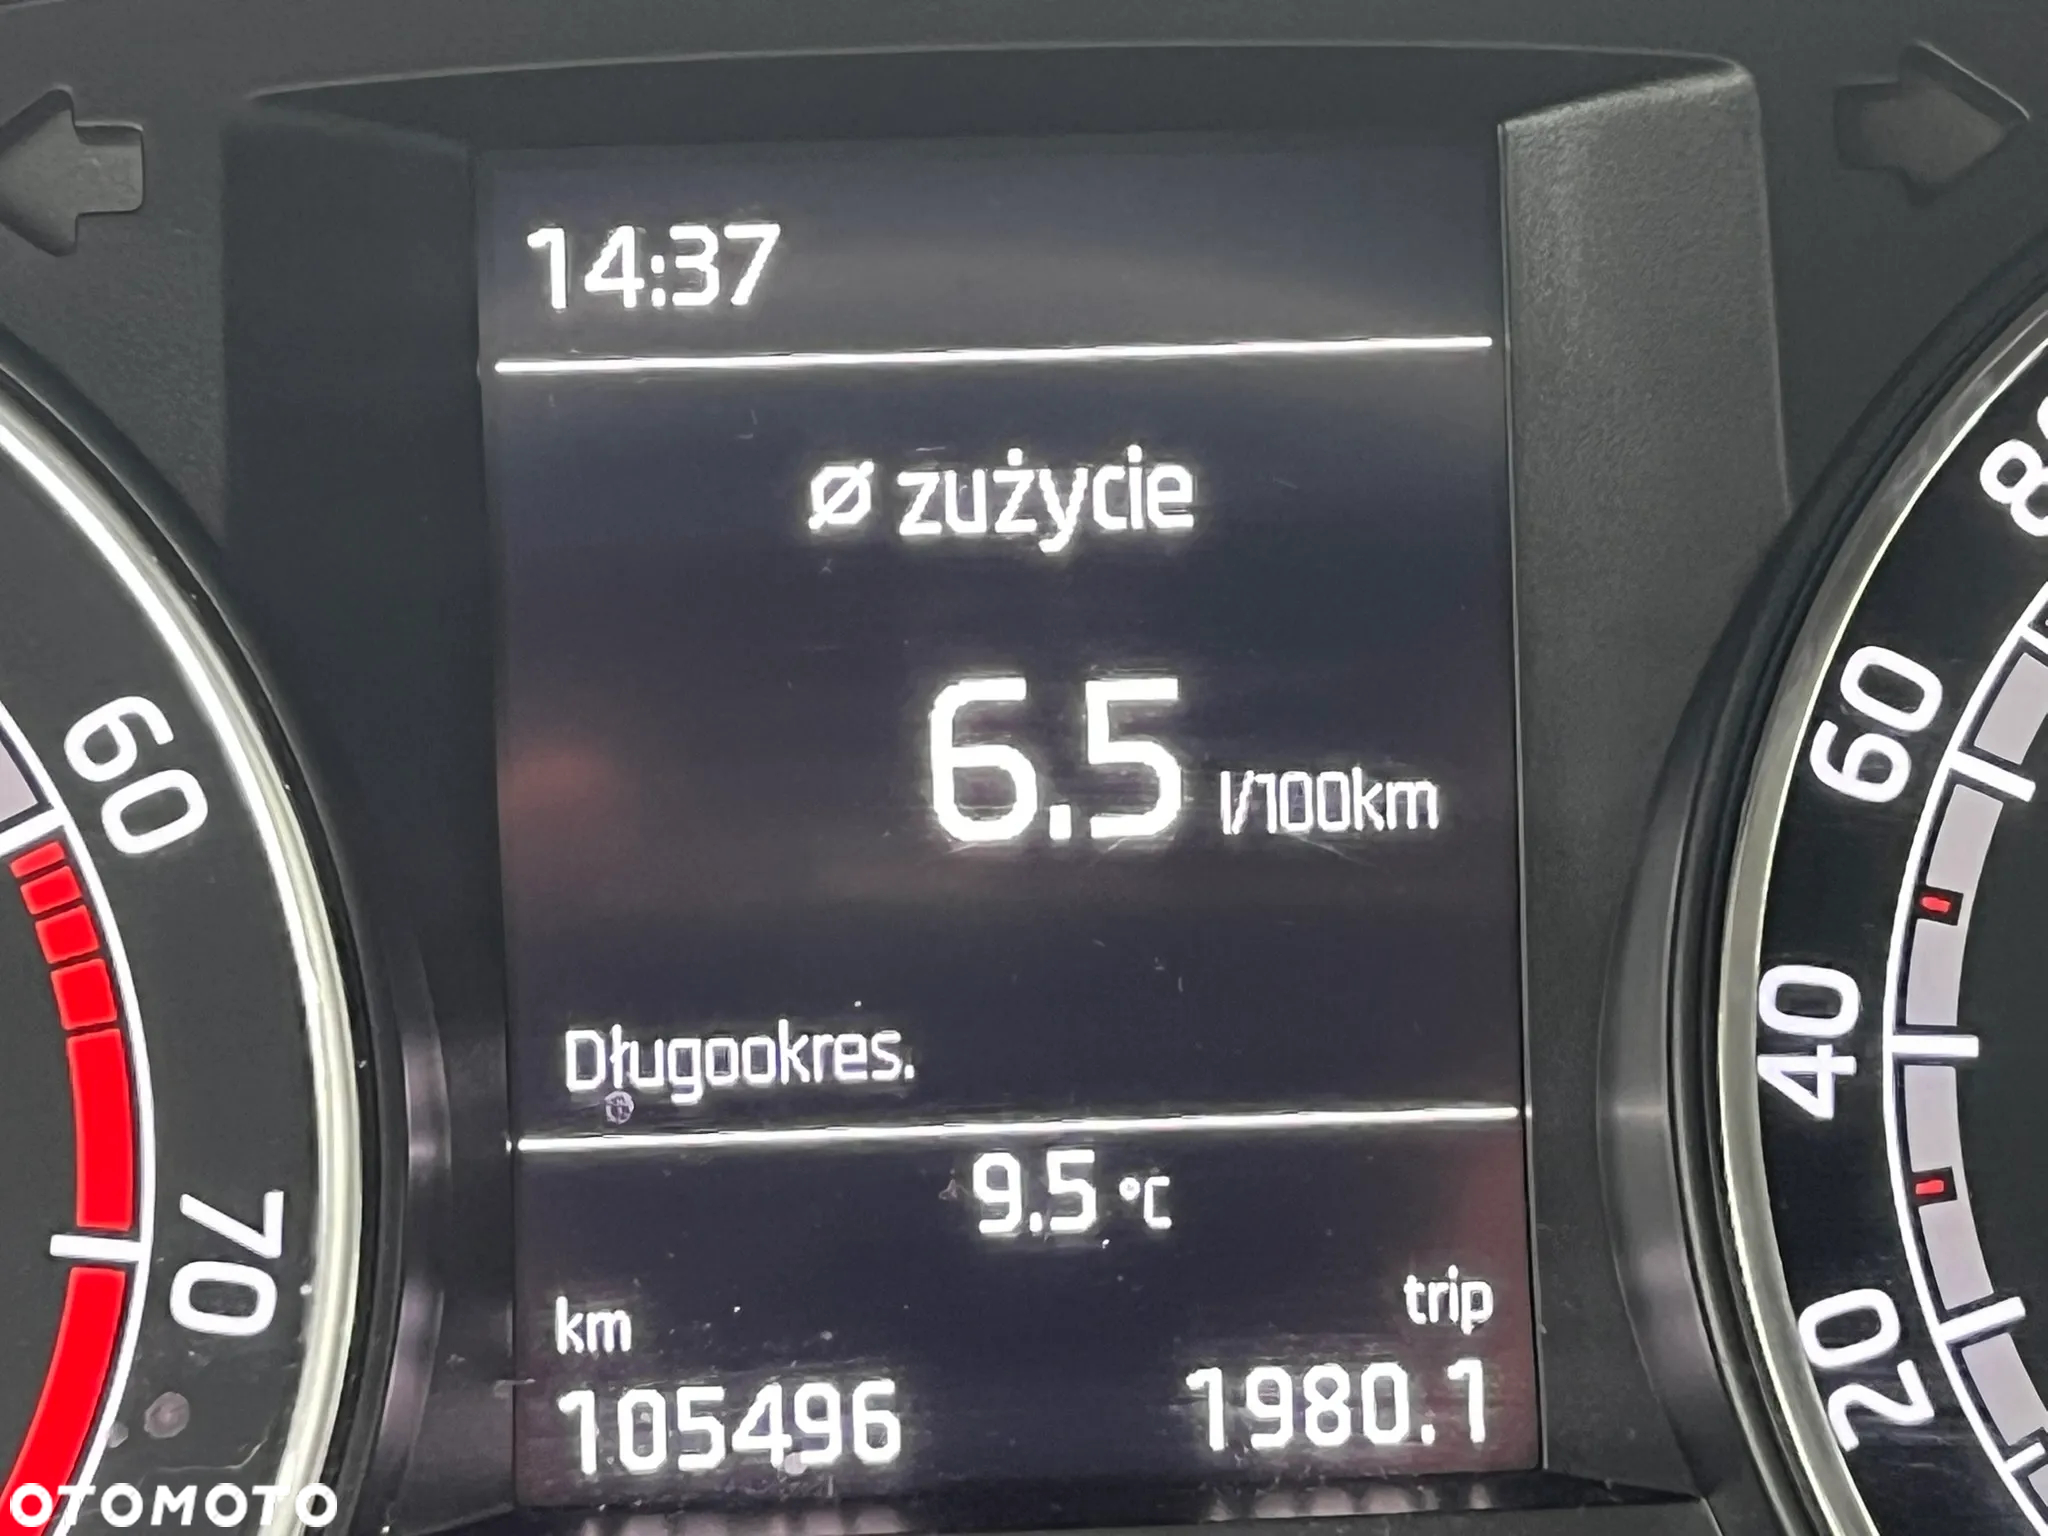 14:37
Ø zużycie
6.5 l/100km
Długookres.
9.5 °C
km
trip
105496
1980.1
60
70
80
60
40
20
OTOMOTO